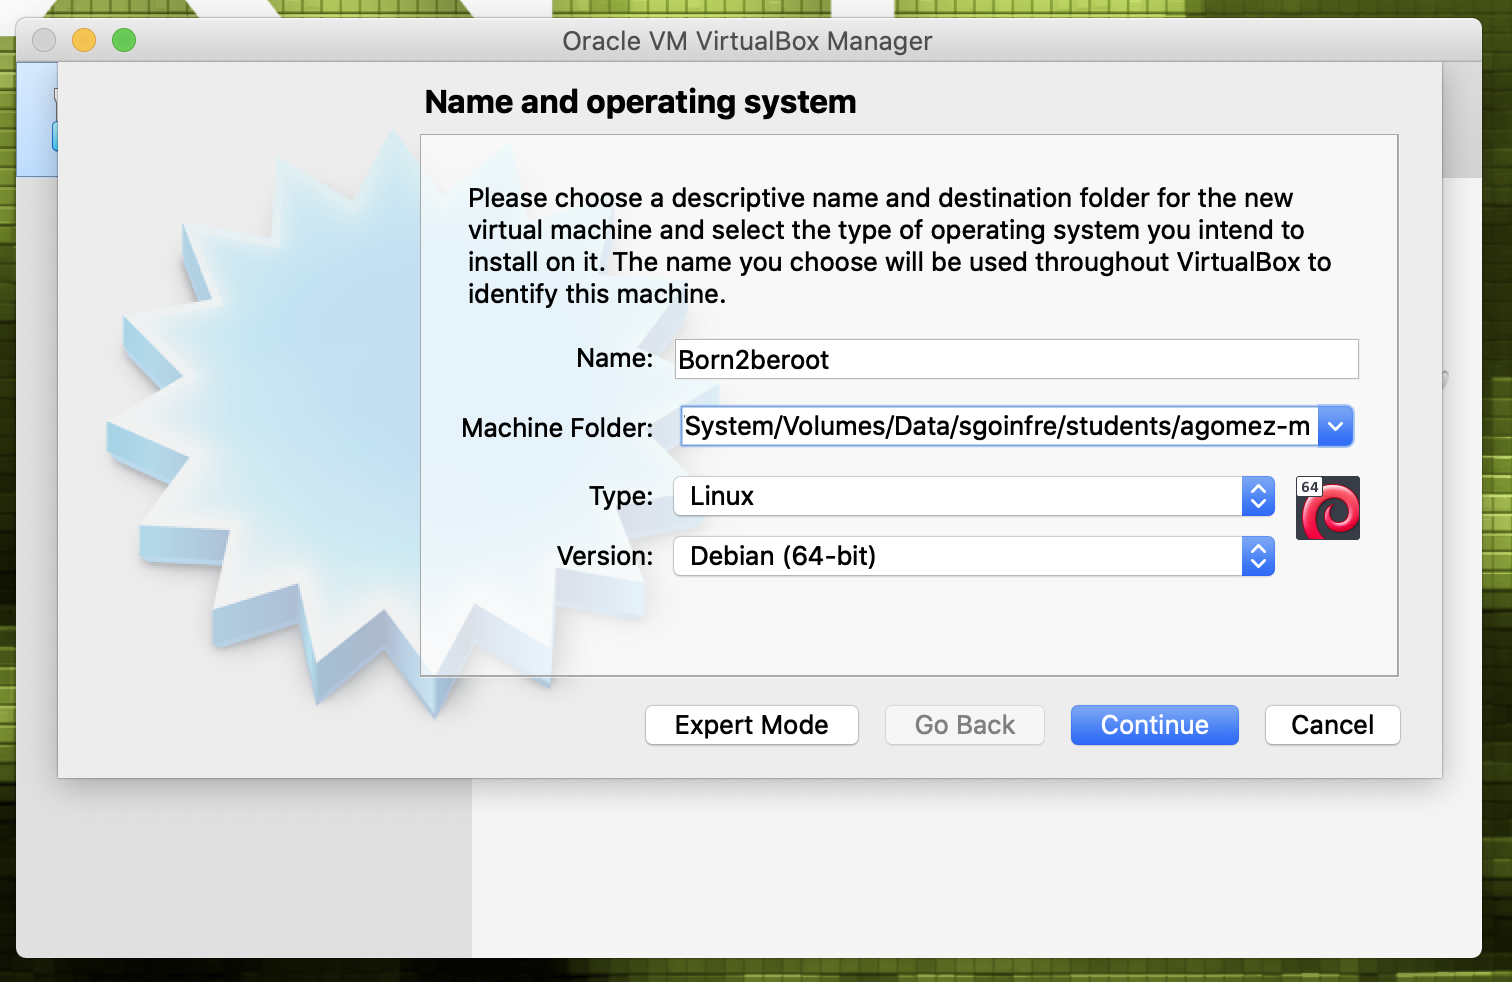 Oracle VM VirtualBox Manager
Name and operating system
Please choose a descriptive name and destination folder for the new
virtual machine and select the type of operating system you intend to
install on it. The name you choose will be used throughout VirtualBox to
identify this machine.
Name: Born2beroot
Machine Folder: System/Volumes/Data/sgoinfre/students/agomez-m
Type: Linux
64
Version: Debian (64-bit)
Expert Mode Go Back Continue Cancel